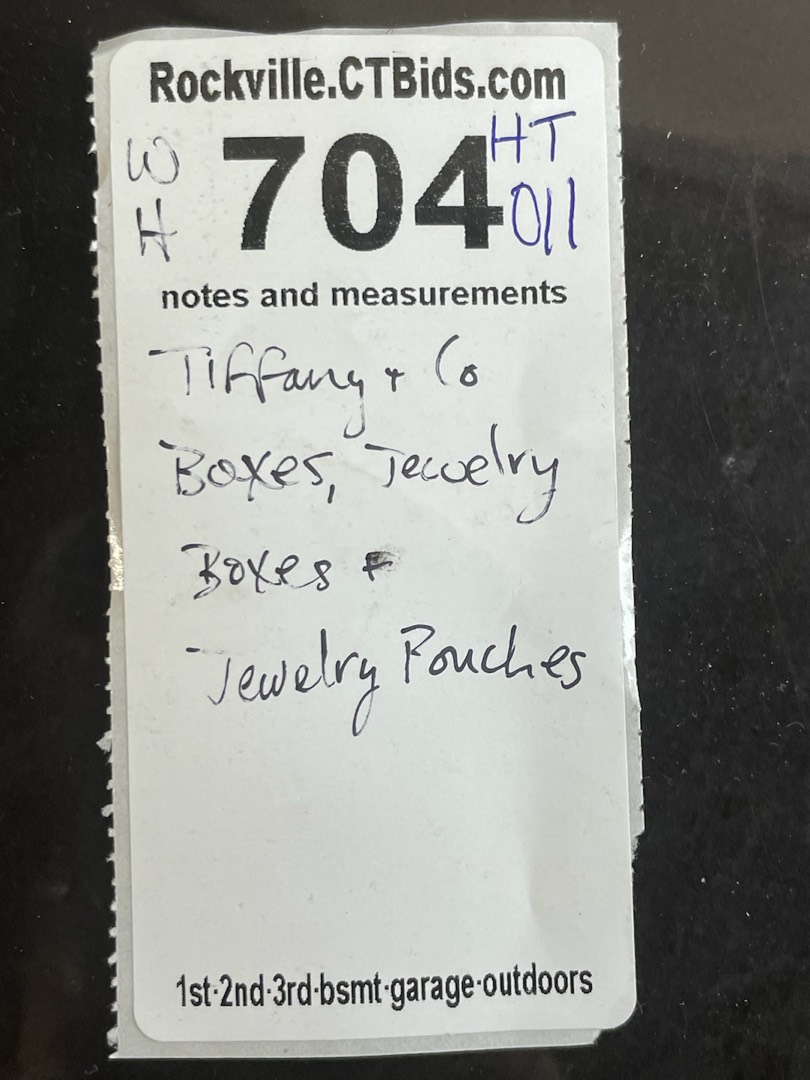 Rockville.CTBids.com
704
HT
011
notes and measurements
Tiffany + Co
Boxes, Jewelry
Boxes +
Jewelry Pouches
1st·2nd·3rd·bsmt·garage·outdoors